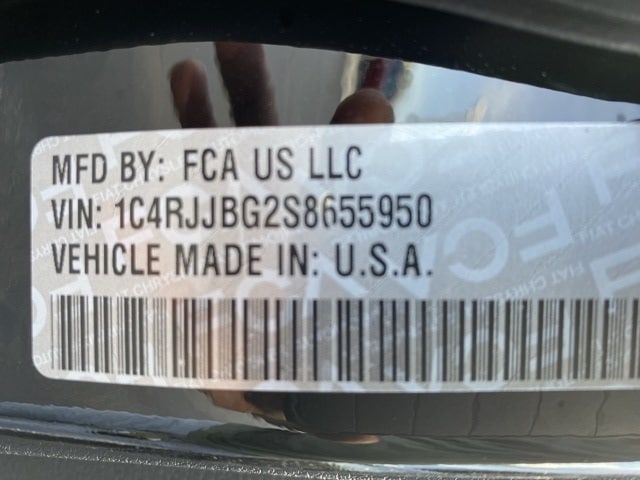 MFD BY: FCA US LLC
VIN: 1C4RJJBG2S8655950
VEHICLE MADE IN: U.S.A.